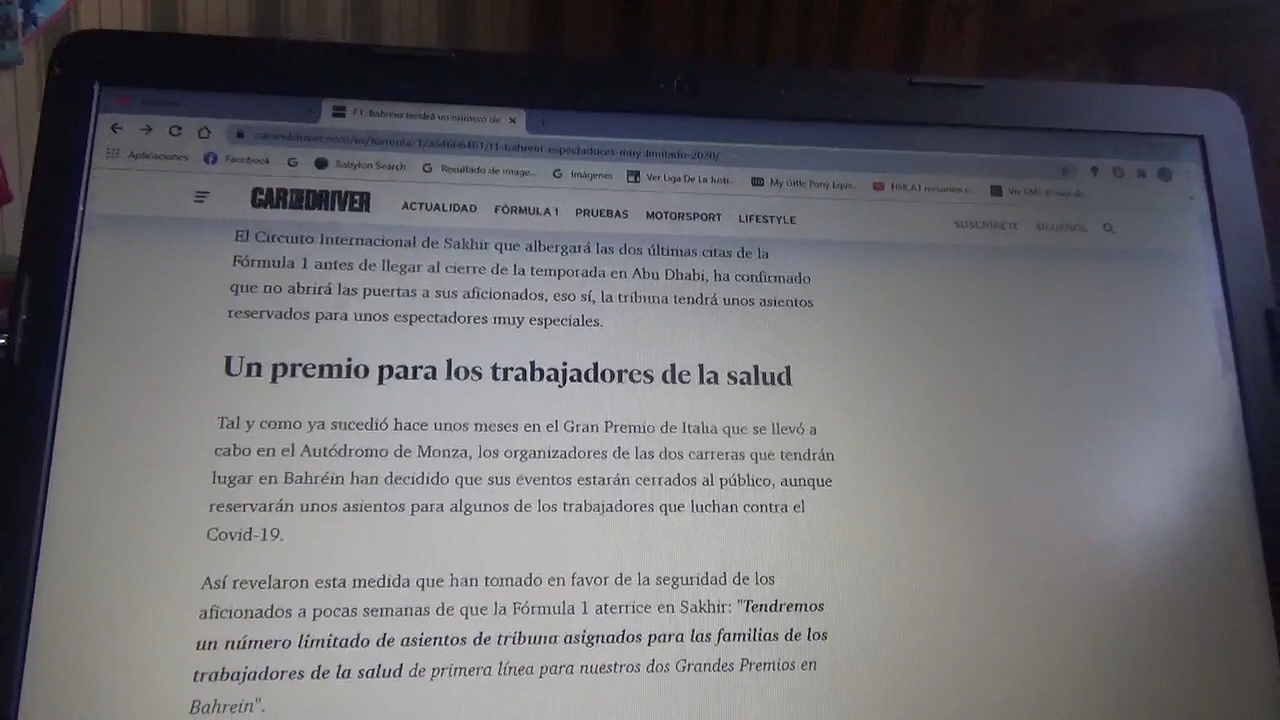 F1: Bahréin tendrá un número de
Aplicaciones Facebook Babylon Search Resultado de image... Imágenes Ver Liga De La Justi... My Little Pony Equs...
CAR AND DRIVER ACTUALIDAD FÓRMULA 1 PRUEBAS MOTORSPORT LIFESTYLE SUSCRÍBETE SÍGUENOS
El Circuito Internacional de Sakhir que albergará las dos últimas citas de la
Fórmula 1 antes de llegar al cierre de la temporada en Abu Dhabi, ha confirmado
que no abrirá las puertas a sus aficionados, eso sí, la tribuna tendrá unos asientos
reservados para unos espectadores muy especiales.
Un premio para los trabajadores de la salud
Tal y como ya sucedió hace unos meses en el Gran Premio de Italia que se llevó a
cabo en el Autódromo de Monza, los organizadores de las dos carreras que tendrán
lugar en Bahréin han decidido que sus eventos estarán cerrados al público, aunque
reservarán unos asientos para algunos de los trabajadores que luchan contra el
Covid-19.
Así revelaron esta medida que han tomado en favor de la seguridad de los
aficionados a pocas semanas de que la Fórmula 1 aterrice en Sakhir: "Tendremos
un número limitado de asientos de tribuna asignados para las familias de los
trabajadores de la salud de primera línea para nuestros dos Grandes Premios en
Bahrein".